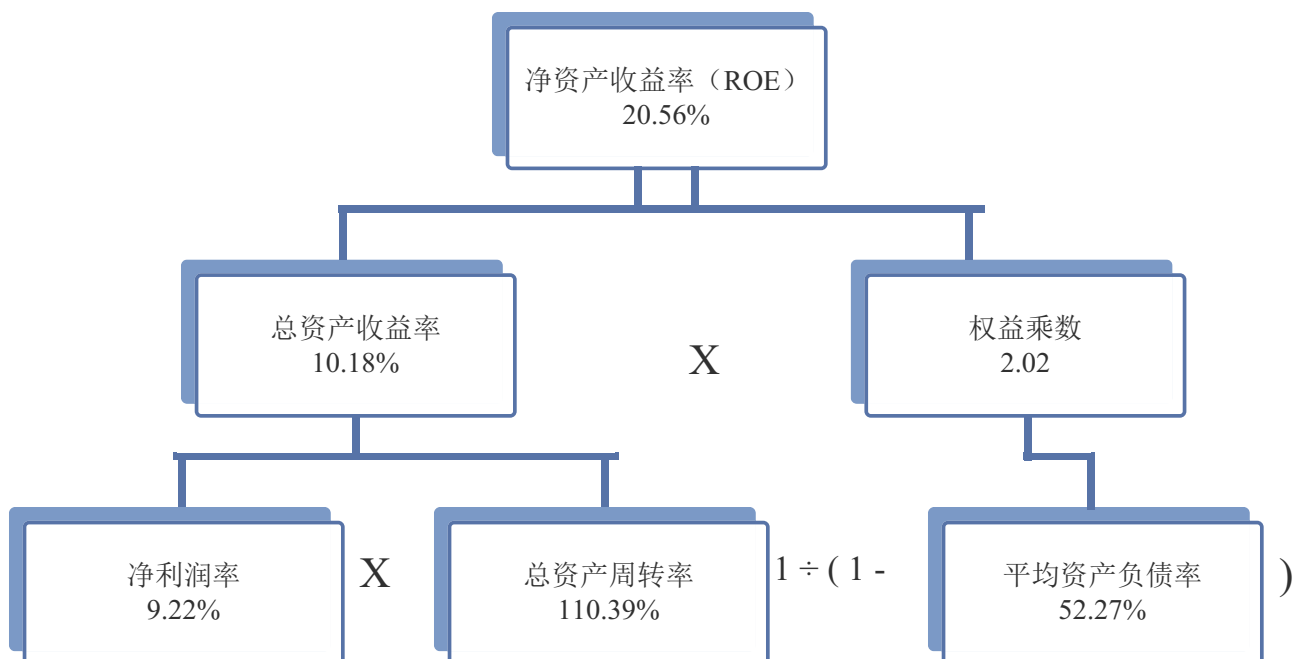 净资产收益率（ROE）
20.56%
总资产收益率
10.18%
X
权益乘数
2.02
净利润率
9.22%
X
总资产周转率
110.39%
1 ÷ ( 1 -
平均资产负债率
52.27%
)